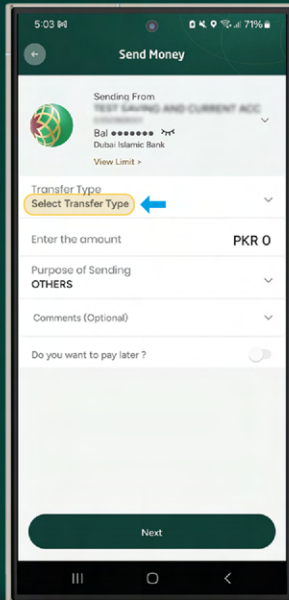 5:03
71%
Send Money
Sending From
TEST SAVING AND CURRENT ACC
Bal
Dubai Islamic Bank
View Limit >
Transfer Type
Select Transfer Type
Enter the amount
PKR 0
Purpose of Sending
OTHERS
Comments (Optional)
Do you want to pay later ?
Next